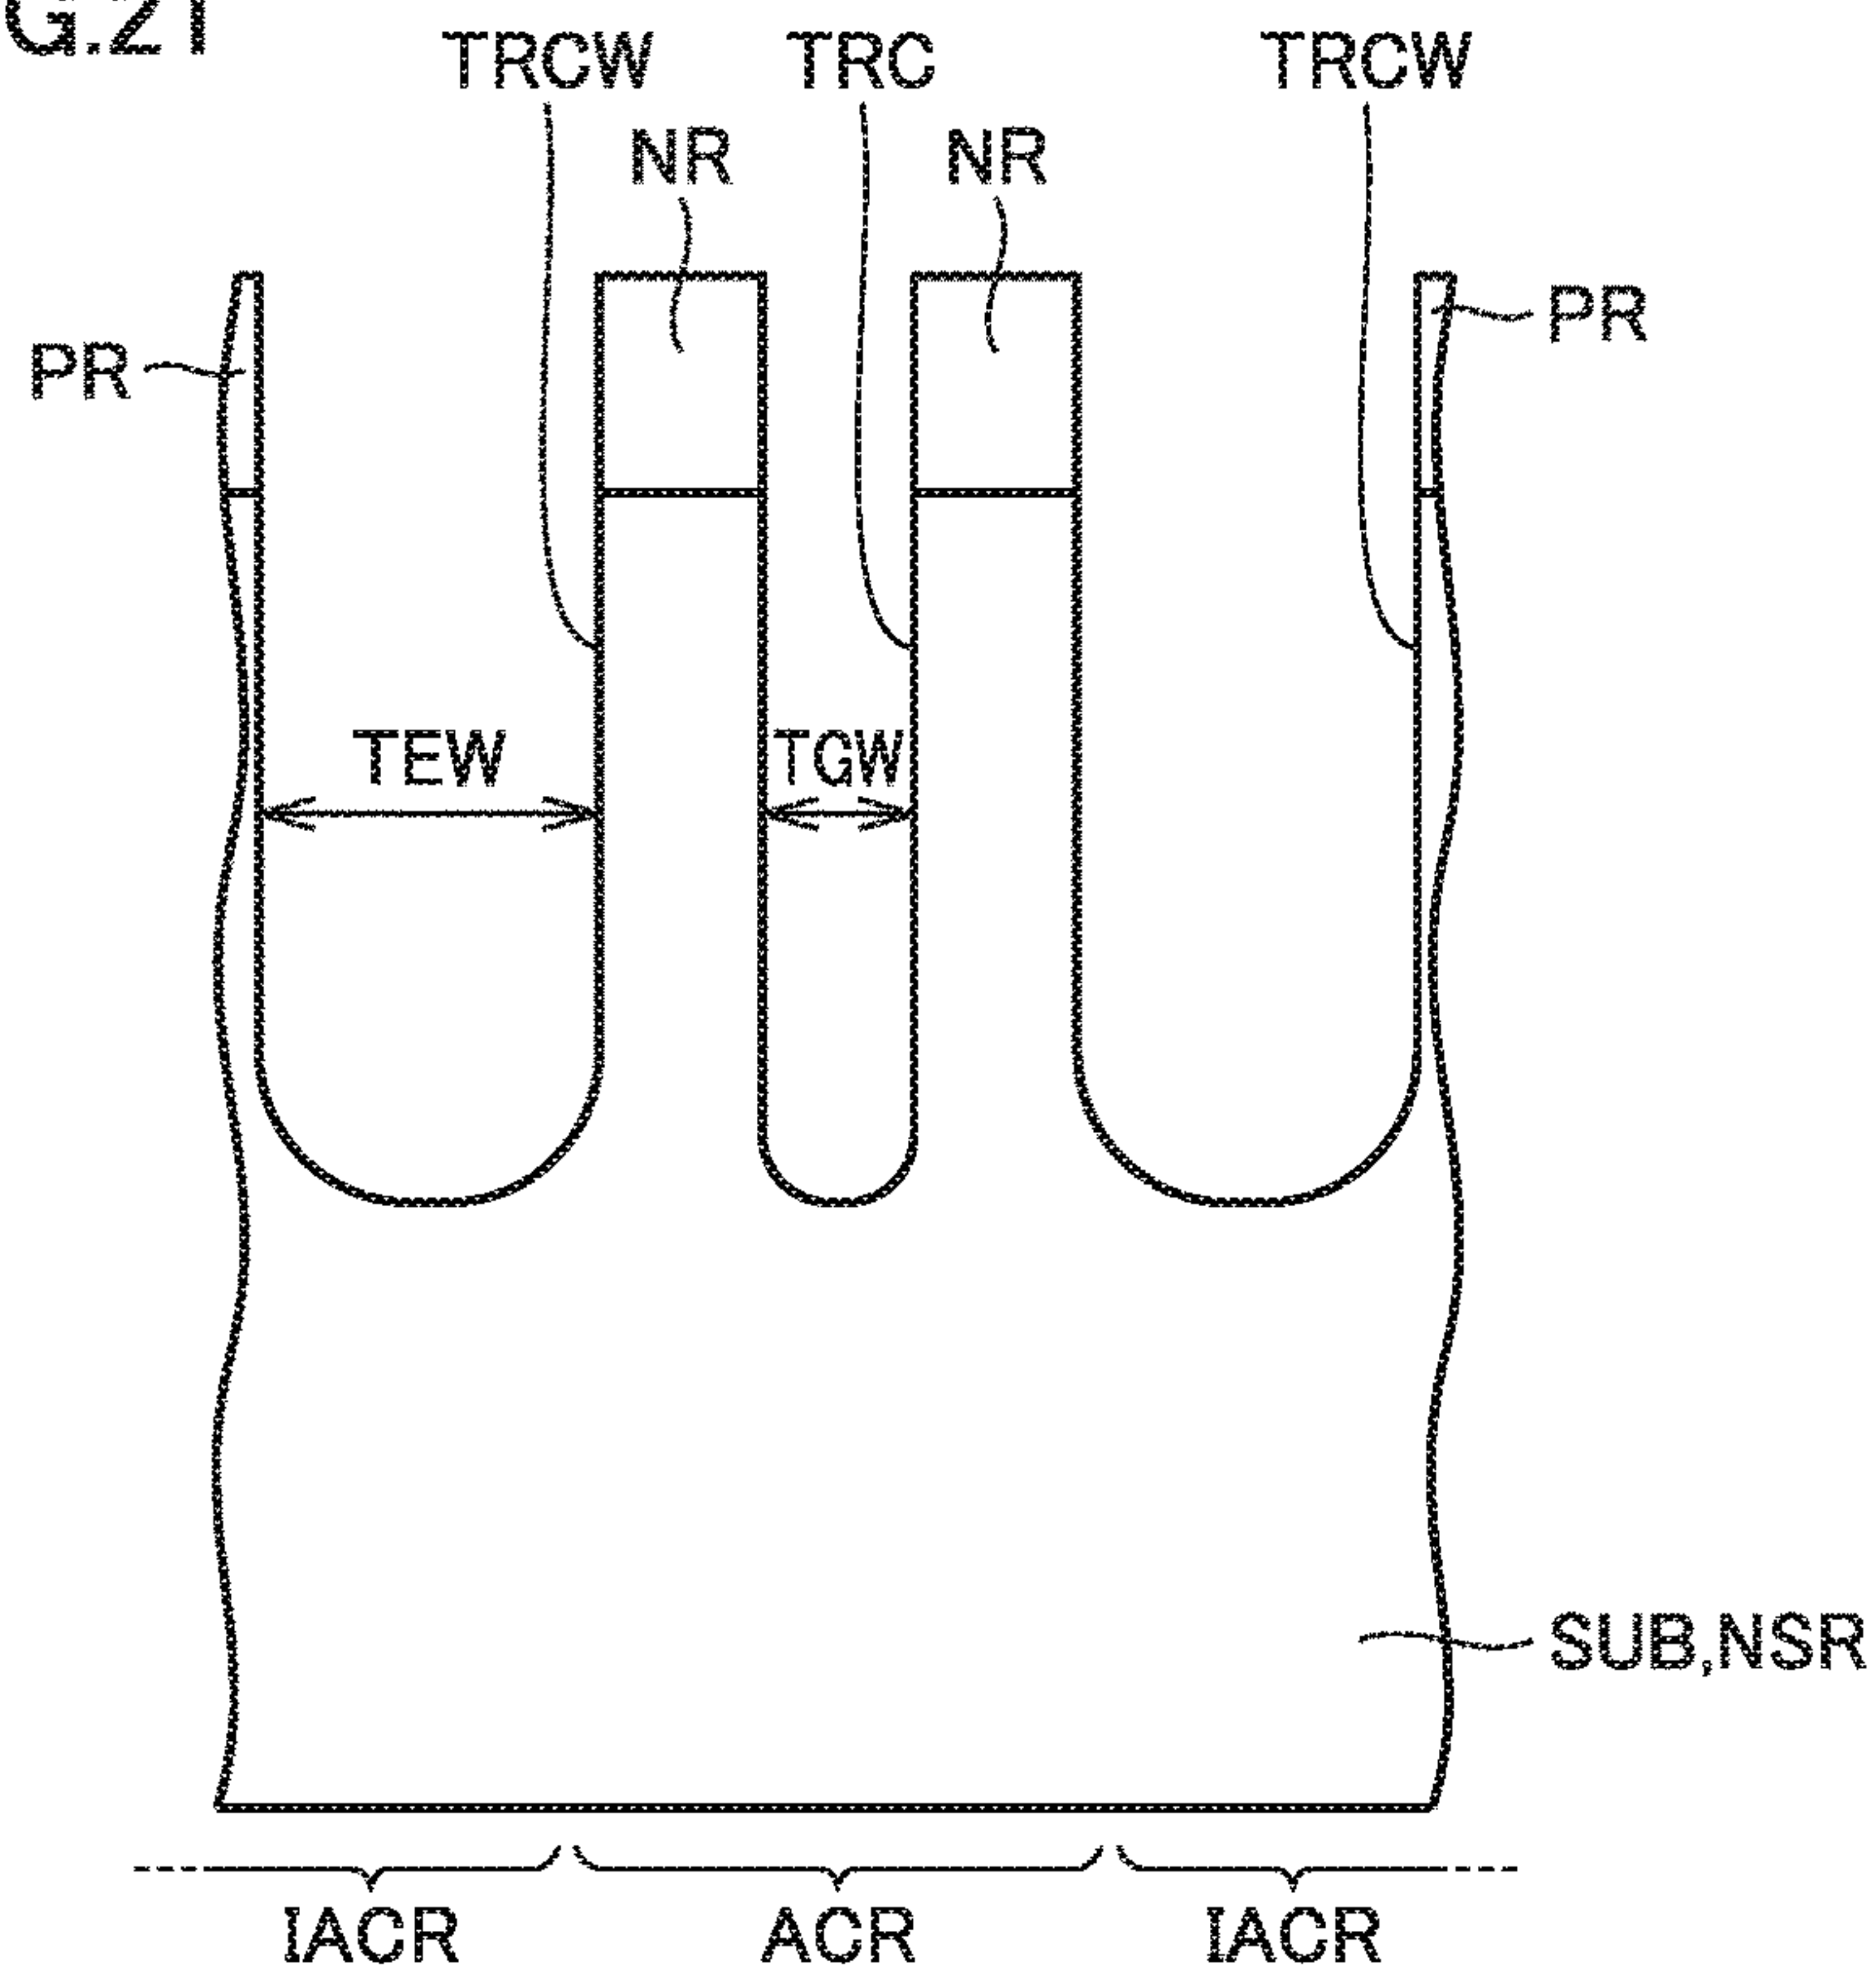 G.21
TRCW TRC TRCW
NR NR
PR
PR
TEW TGW
SUB,NSR
IACR ACR IACR